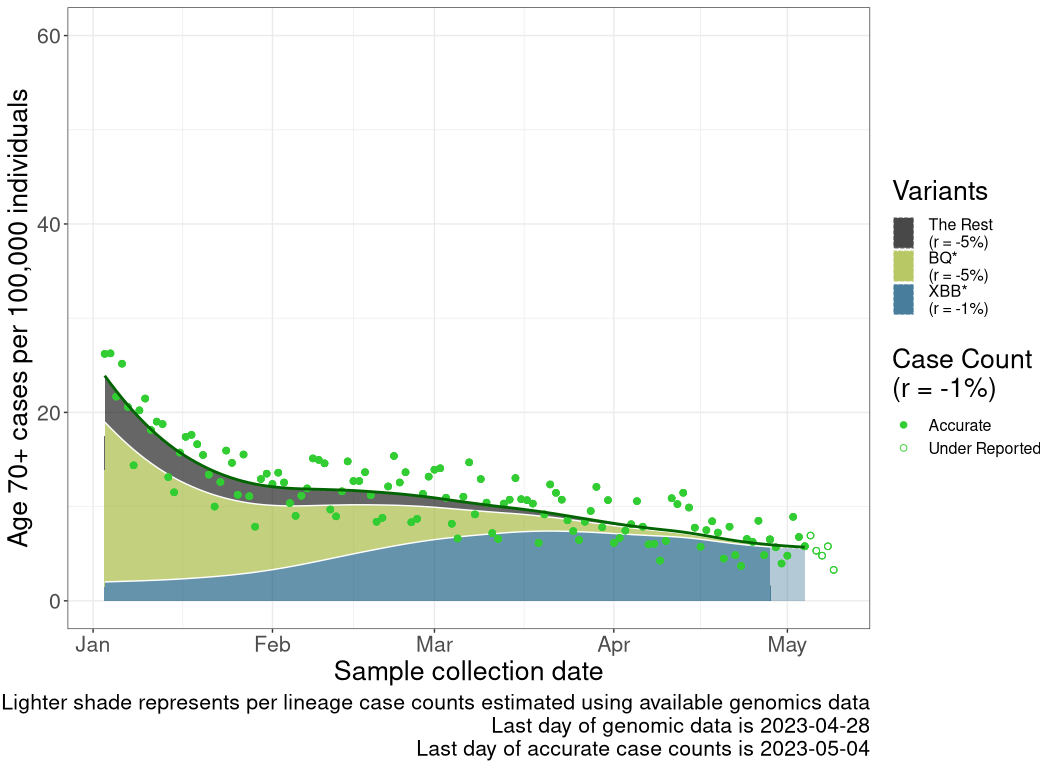 Age 70+ cases per 100,000 individuals
60
40
20
0
Jan Feb Mar Apr May
Sample collection date
Variants
The Rest
(r = -5%)
BQ*
(r = -5%)
XBB*
(r = -1%)
Case Count
(r = -1%)
Accurate
Under Reported
Lighter shade represents per lineage case counts estimated using available genomics data
Last day of genomic data is 2023-04-28
Last day of accurate case counts is 2023-05-04